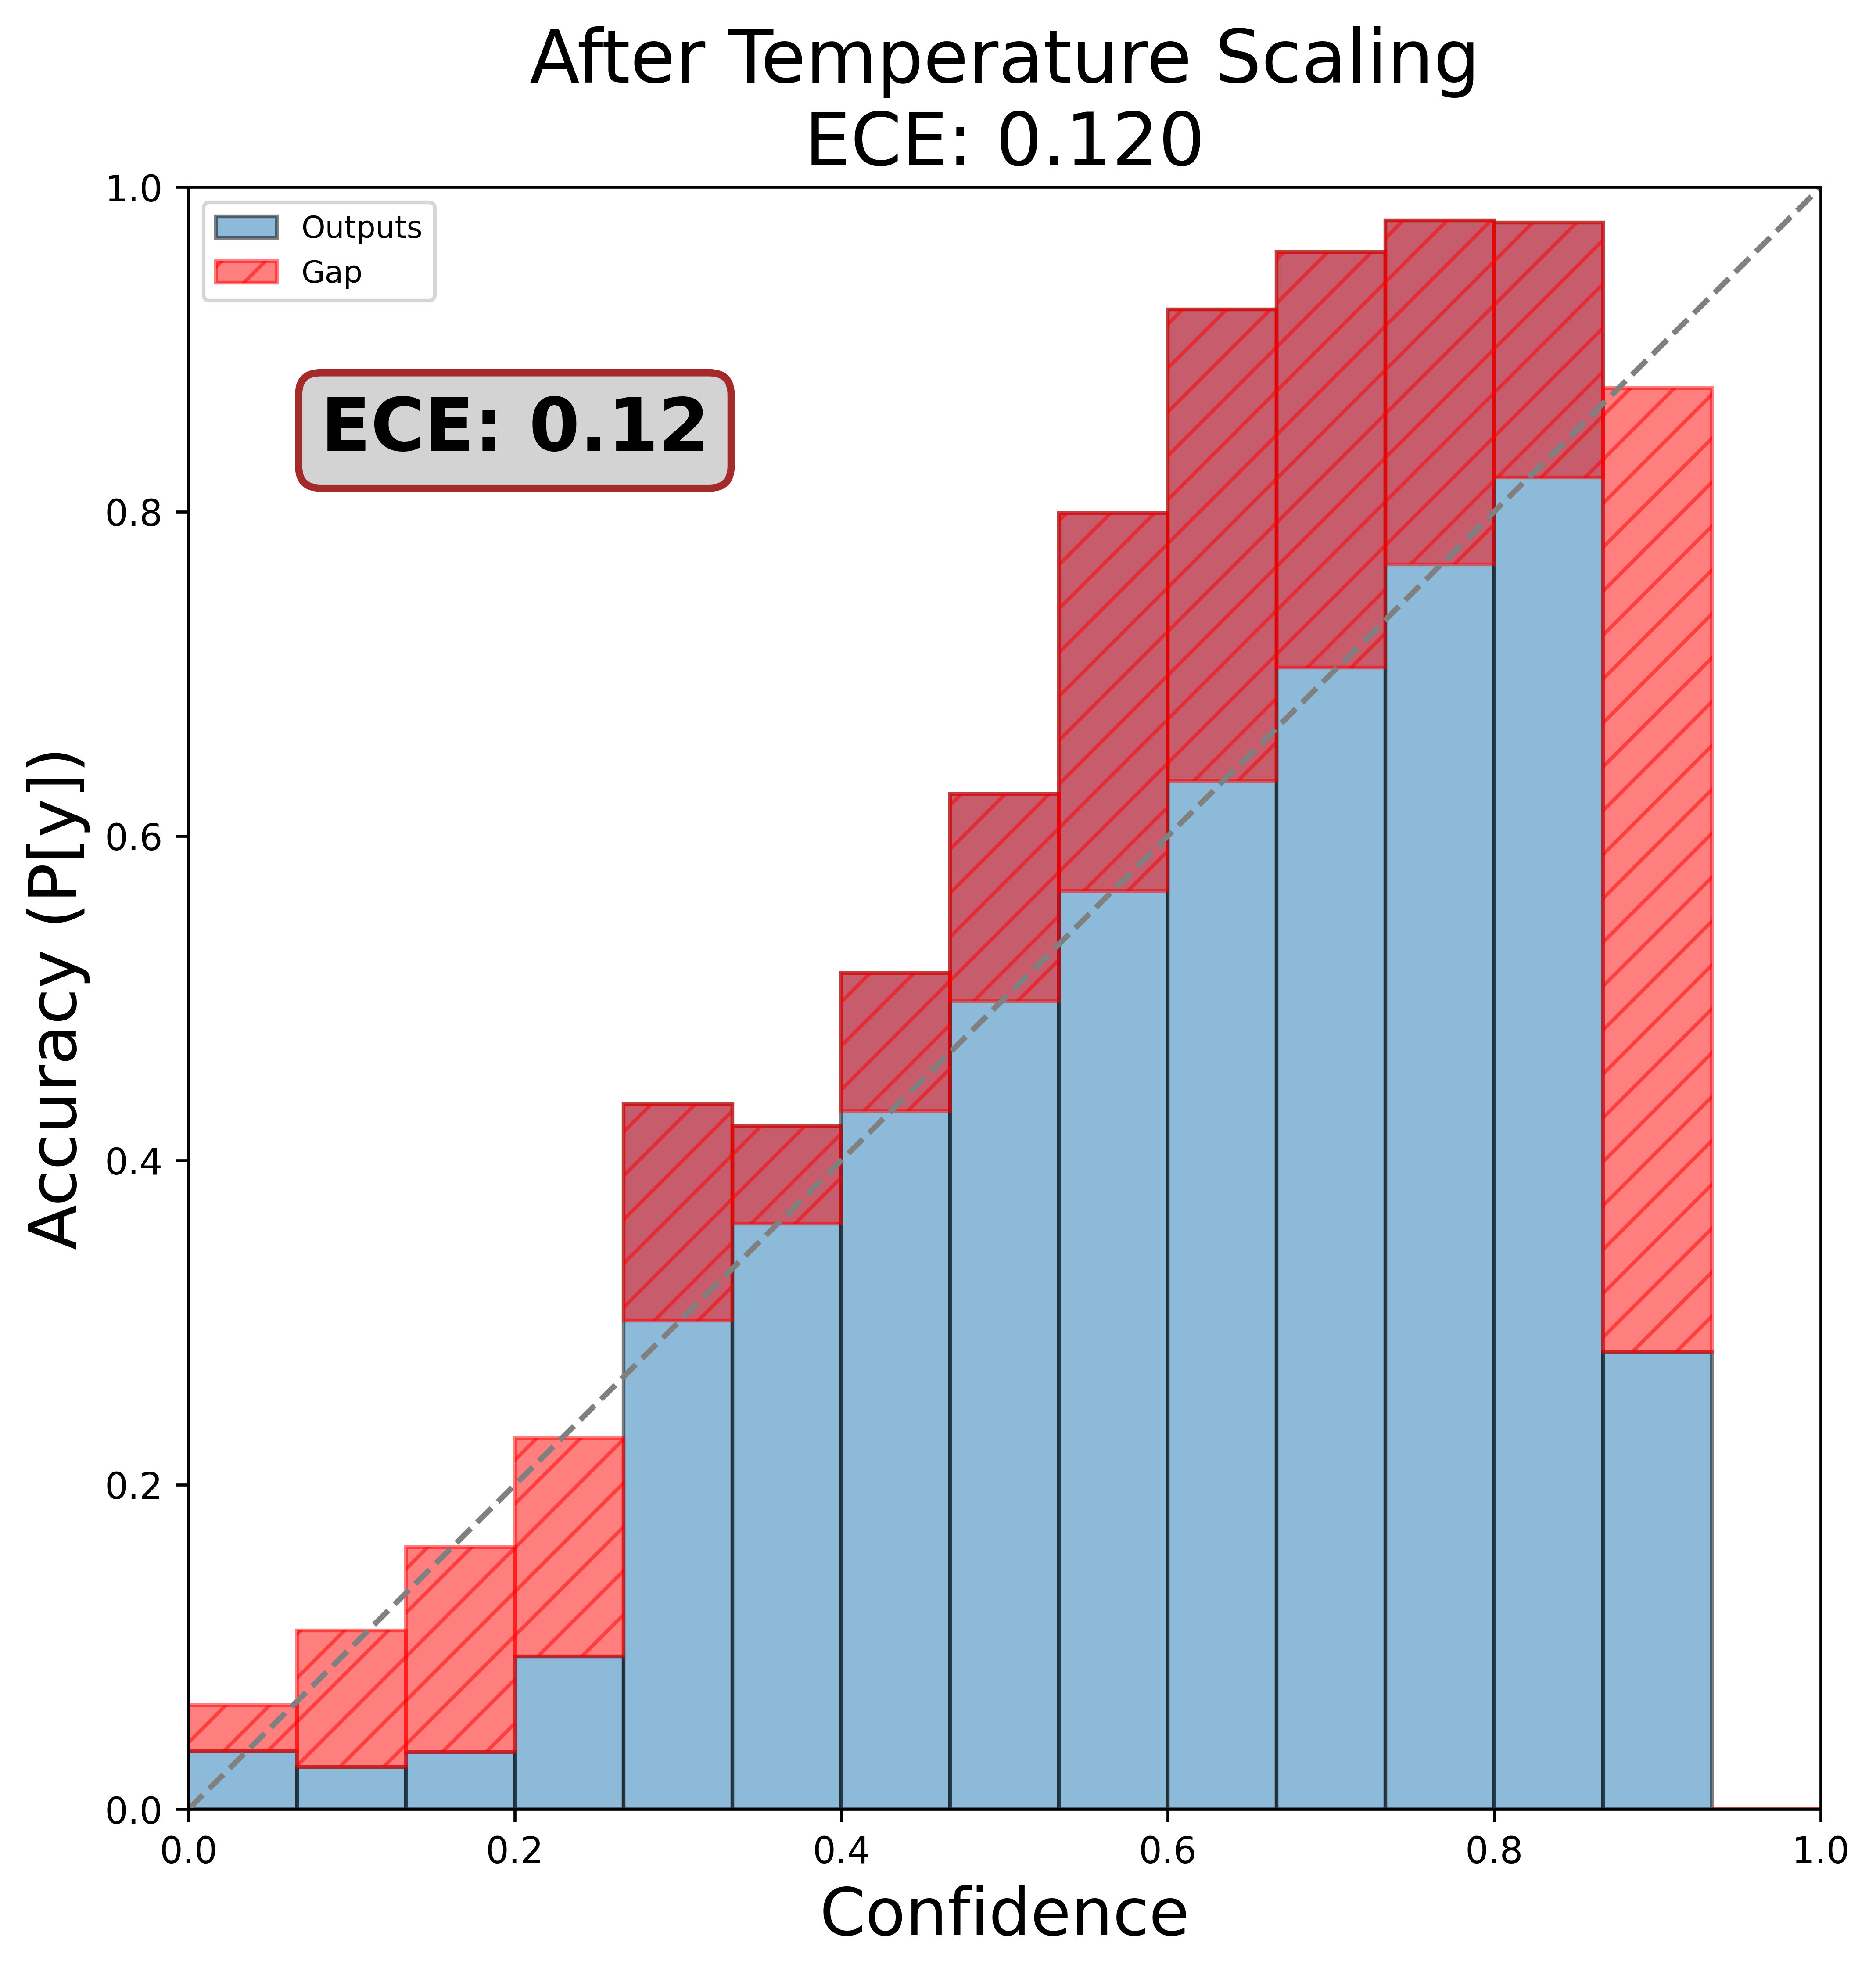 After Temperature Scaling
ECE: 0.120
Outputs
Gap
ECE: 0.12
Accuracy (P[y])
1.0
0.8
0.6
0.4
0.2
0.0
0.0 0.2 0.4 0.6 0.8 1.0
Confidence